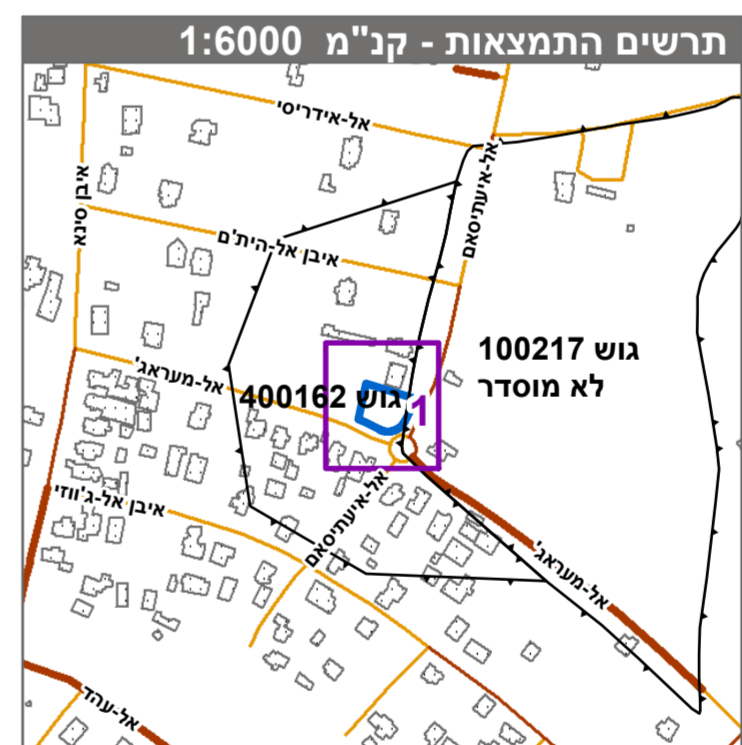 תרשים התמצאות - קנ"מ 1:6000
אל-אידריסי
אל-איעתיסאם
איבן סינא
איבן אל-הית'ם
גוש 100217
לא מוסדר
אל-מעראג'
גוש 400162
1
איבן אל-ג'ווזי
אל-איעתיסאם
אל-מעראג'
אל-עהד